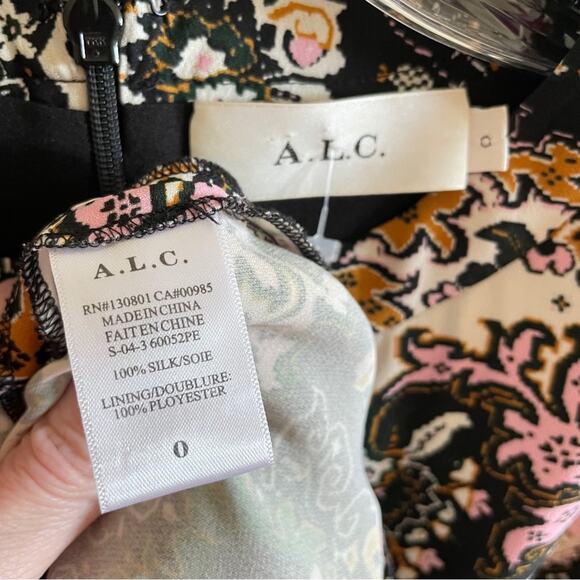 A.L.C.
0
A.L.C.
RN#130801 CA#00985
MADE IN CHINA
FAIT EN CHINE
S-04-3 60052PE
100% SILK/SOIE
LINING/DOUBLURE:
100% PLOYESTER
0